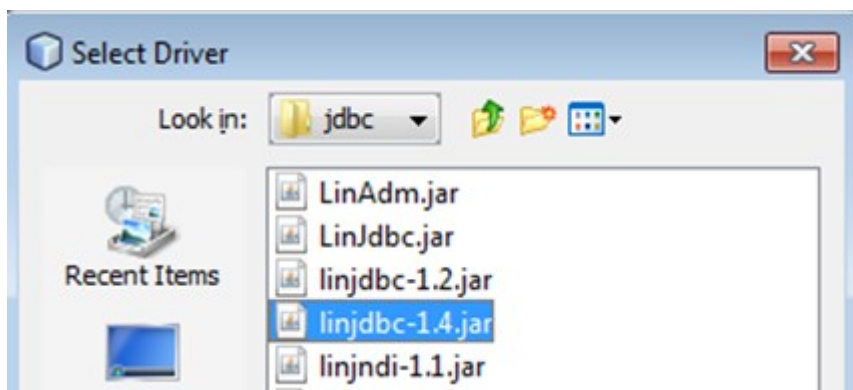 Select Driver
Look in: jdbc
LinAdm.jar
LinJdbc.jar
Recent Items
linjdbc-1.2.jar
linjdbc-1.4.jar
linjndi-1.1.jar